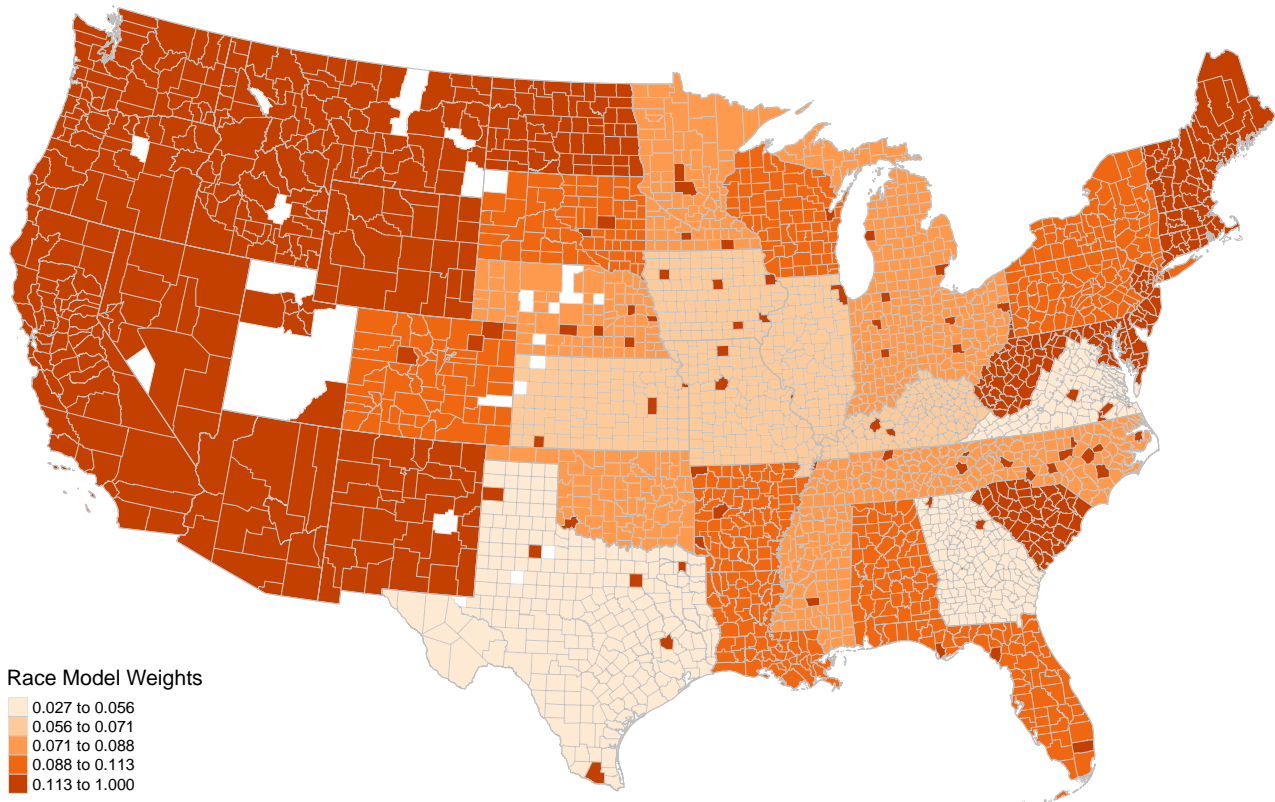 Race Model Weights
0.027 to 0.056
0.056 to 0.071
0.071 to 0.088
0.088 to 0.113
0.113 to 1.000